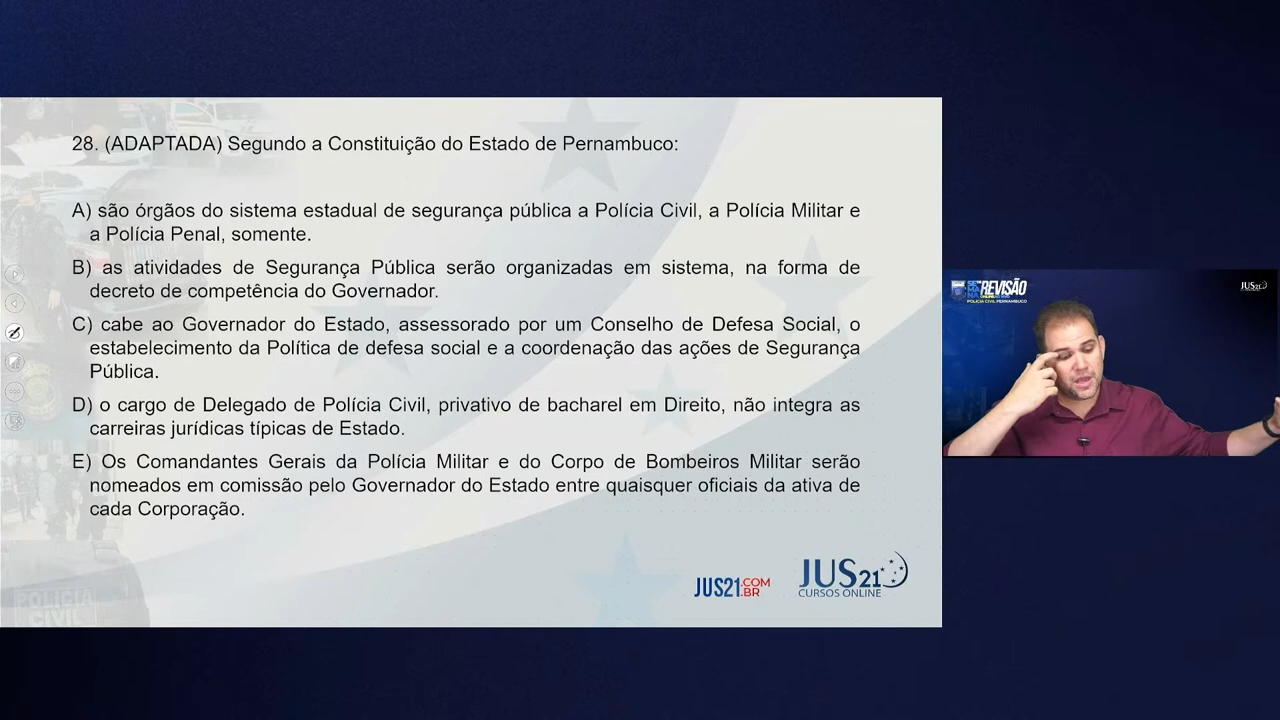 28. (ADAPTADA) Segundo a Constituição do Estado de Pernambuco:
A) são órgãos do sistema estadual de segurança pública a Polícia Civil, a Polícia Militar e
a Polícia Penal, somente.
B) as atividades de Segurança Pública serão organizadas em sistema, na forma de
decreto de competência do Governador.
C) cabe ao Governador do Estado, assessorado por um Conselho de Defesa Social, o
estabelecimento da Política de defesa social e a coordenação das ações de Segurança
Pública.
D) o cargo de Delegado de Polícia Civil, privativo de bacharel em Direito, não integra as
carreiras jurídicas típicas de Estado.
E) Os Comandantes Gerais da Polícia Militar e do Corpo de Bombeiros Militar serão
nomeados em comissão pelo Governador do Estado entre quaisquer oficiais da ativa de
cada Corporação.
POLÍCIA
CIVIL
JUS21.COM
.BR
JUS21
CURSOS ONLINE
SEMANA
REVISÃO
POLÍCIA CIVIL PERNAMBUCO
JUS21